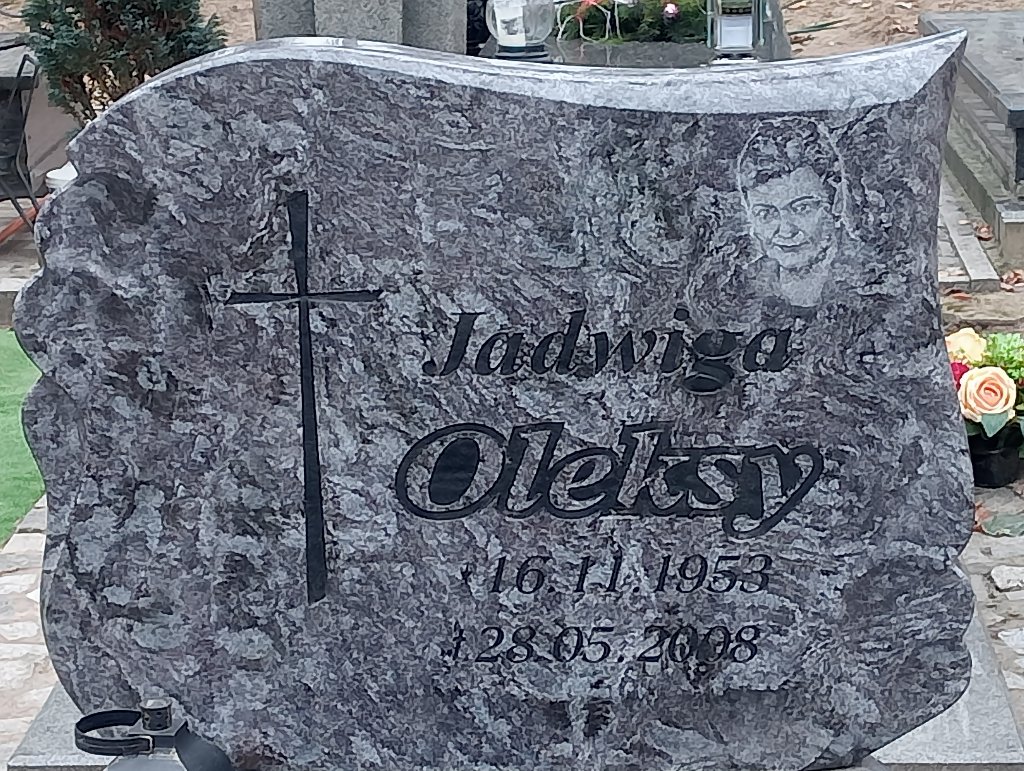 Jadwiga
Oleksy
* 16.11.1953
† 28.05.2008